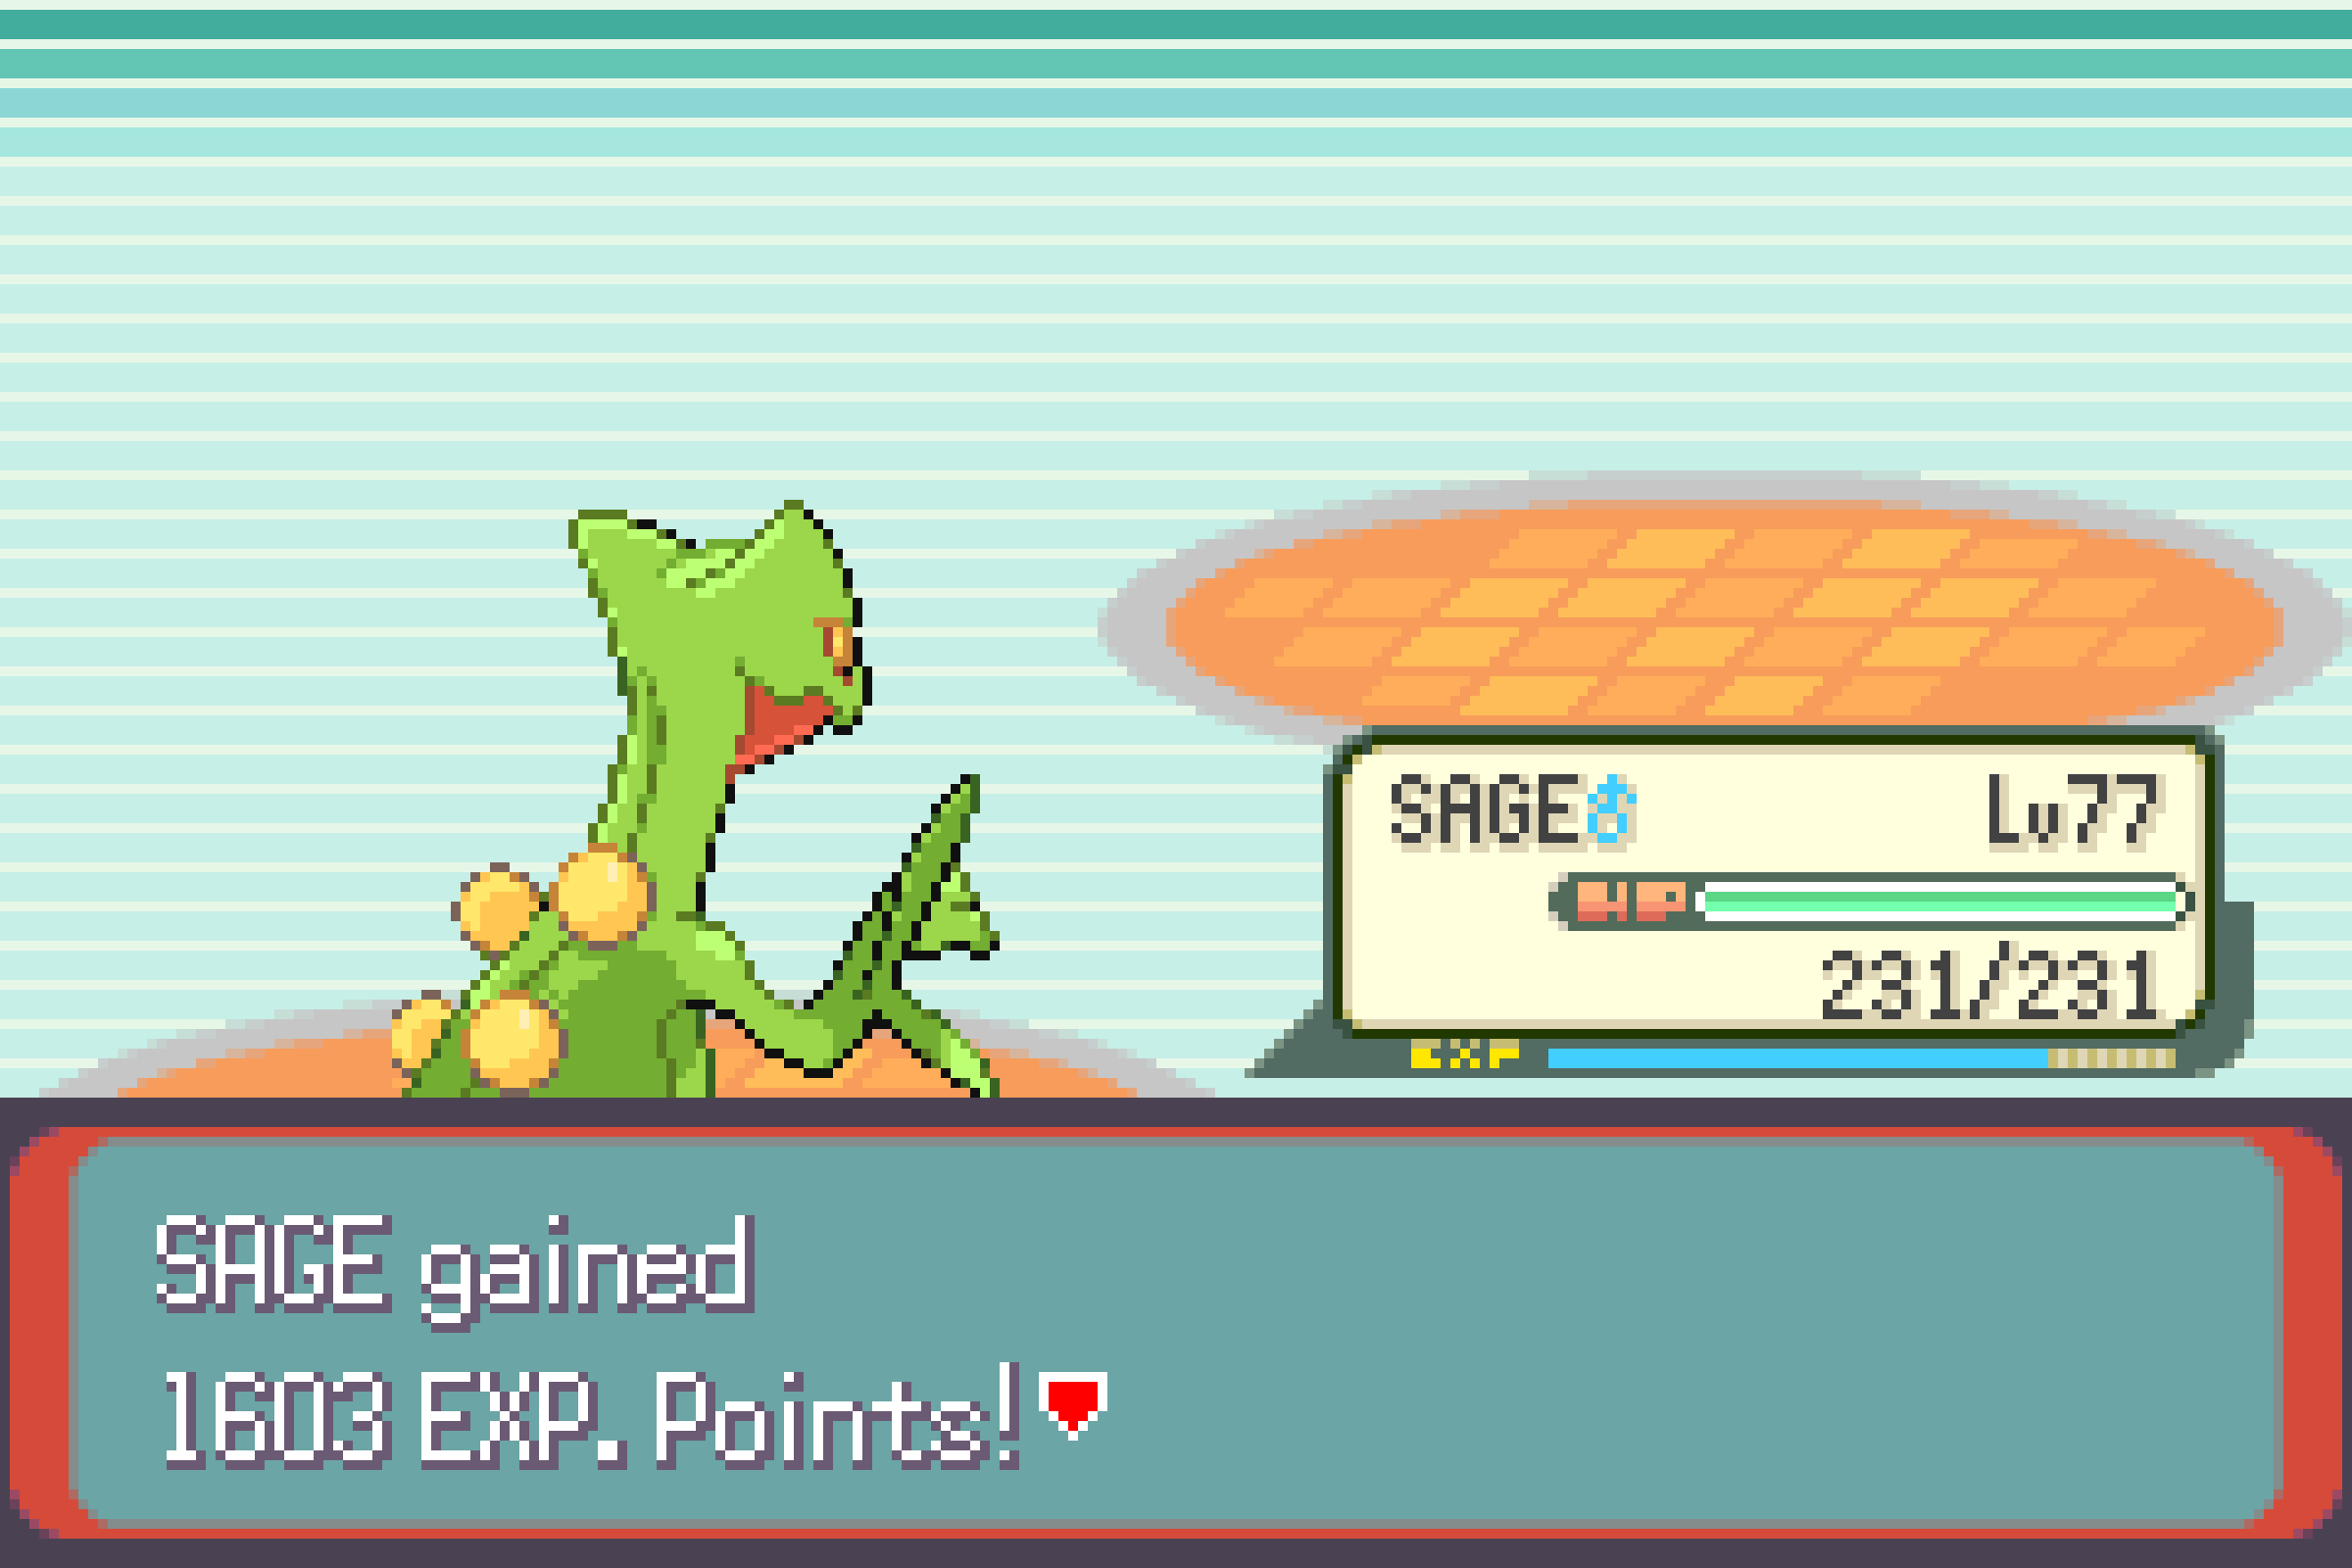 SAGE♂ Lv77
HP
231/231
EXP
SAGE gained
1603 EXP. Points!